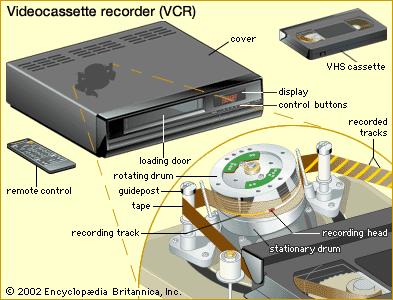 Videocassette recorder (VCR)
cover
VHS cassette
display
control buttons
recorded
tracks
loading door
rotating drum
remote control
guidepost
tape
recording track
recording head
stationary drum
© 2002 Encyclopædia Britannica, Inc.